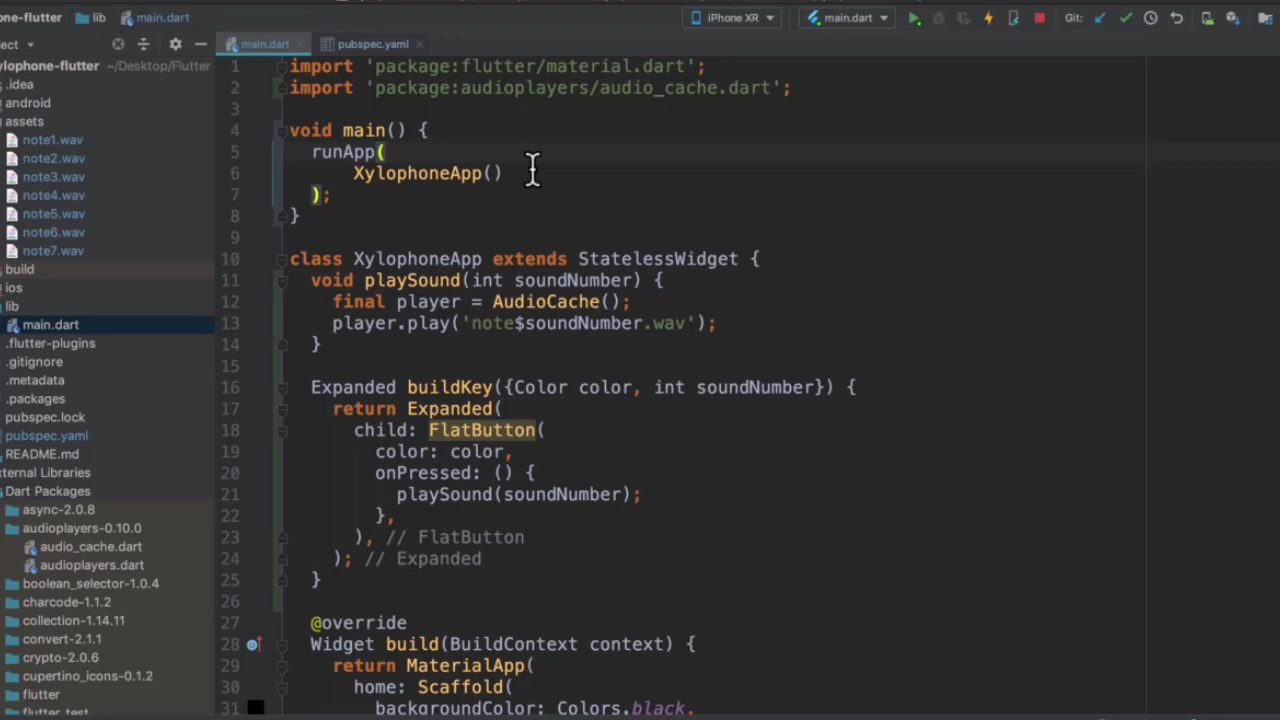 phone-flutter lib main.dart iPhone XR main.dart Git:
ject
main.dart pubspec.yaml
xylophone-flutter ~/Desktop/Flutter
.idea
android
assets
note1.wav
note2.wav
note3.wav
note4.wav
note5.wav
note6.wav
note7.wav
build
ios
lib
main.dart
.flutter-plugins
.gitignore
.metadata
.packages
pubspec.lock
pubspec.yaml
README.md
xternal Libraries
Dart Packages
async-2.0.8
audioplayers-0.10.0
audio_cache.dart
audioplayers.dart
boolean_selector-1.0.4
charcode-1.1.2
collection-1.14.11
convert-2.1.1
crypto-2.0.6
cupertino_icons-0.1.2
flutter
flutter_test
1 import 'package:flutter/material.dart';
2 import 'package:audioplayers/audio_cache.dart';
3
4 void main() {
5 runApp(
6 XylophoneApp()
7 );
8 }
9
10 class XylophoneApp extends StatelessWidget {
11 void playSound(int soundNumber) {
12 final player = AudioCache();
13 player.play('note$soundNumber.wav');
14 }
15
16 Expanded buildKey({Color color, int soundNumber}) {
17 return Expanded(
18 child: FlatButton(
19 color: color,
20 onPressed: () {
21 playSound(soundNumber);
22 },
23 ), // FlatButton
24 ); // Expanded
25 }
26
27 @override
28 Widget build(BuildContext context) {
29 return MaterialApp(
30 home: Scaffold(
31 backgroundColor: Colors.black,